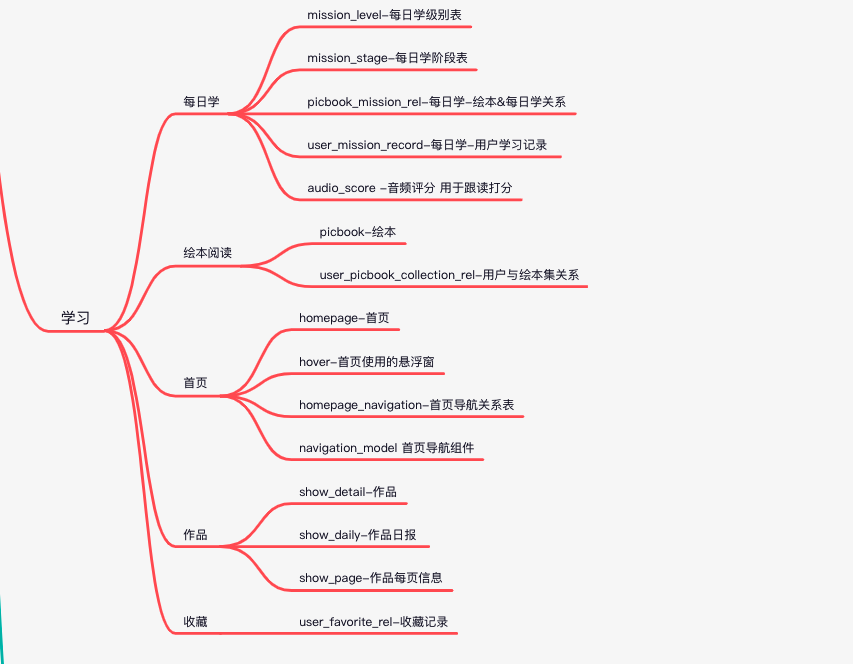 mission_level-每日学级别表
mission_stage-每日学阶段表
每日学
picbook_mission_rel-每日学-绘本&每日学关系
user_mission_record-每日学-用户学习记录
audio_score -音频评分 用于跟读打分
picbook-绘本
绘本阅读
user_picbook_collection_rel-用户与绘本集关系
学习
homepage-首页
hover-首页使用的悬浮窗
首页
homepage_navigation-首页导航关系表
navigation_model 首页导航组件
show_detail-作品
作品
show_daily-作品日报
show_page-作品每页信息
收藏
user_favorite_rel-收藏记录